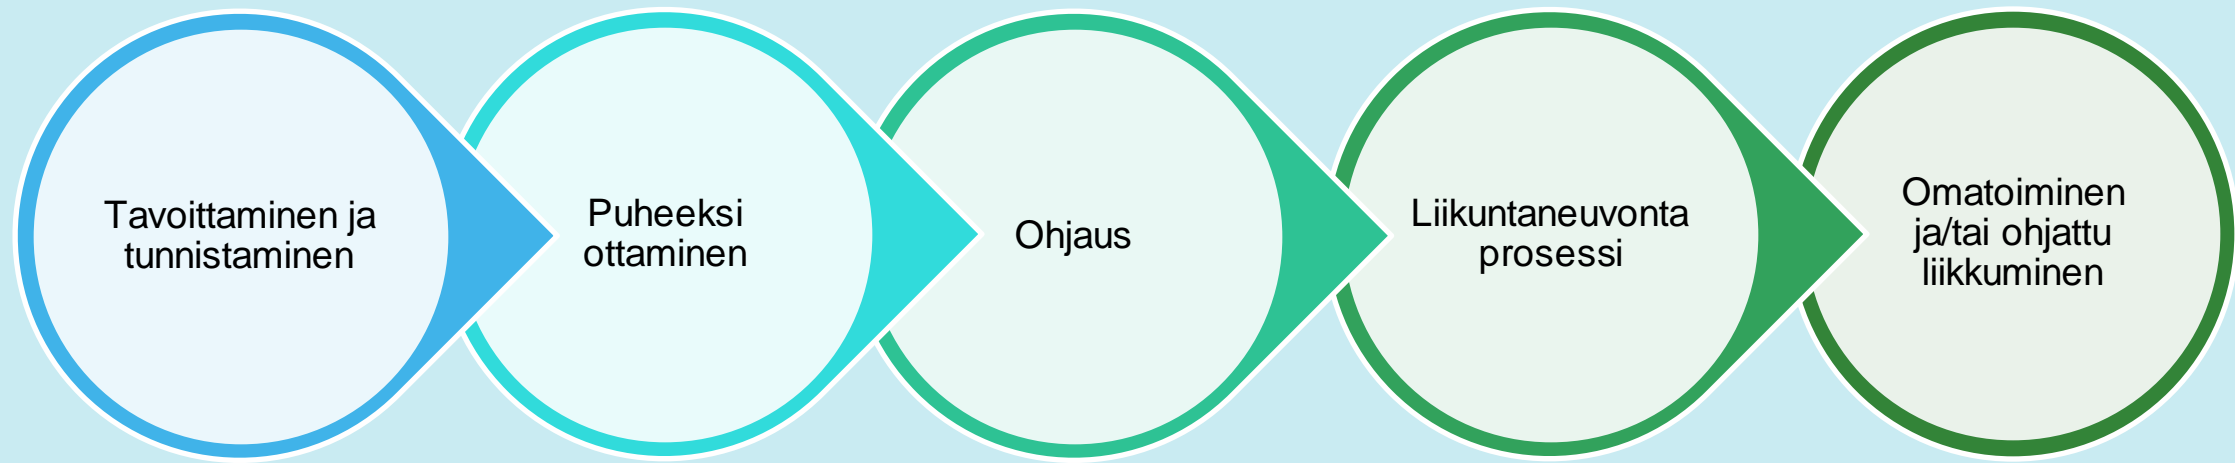 Tavoittaminen ja
tunnistaminen
Puheeksi
ottaminen
Ohjaus
Liikuntaneuvonta
prosessi
Omatoiminen
ja/tai ohjattu
liikkuminen